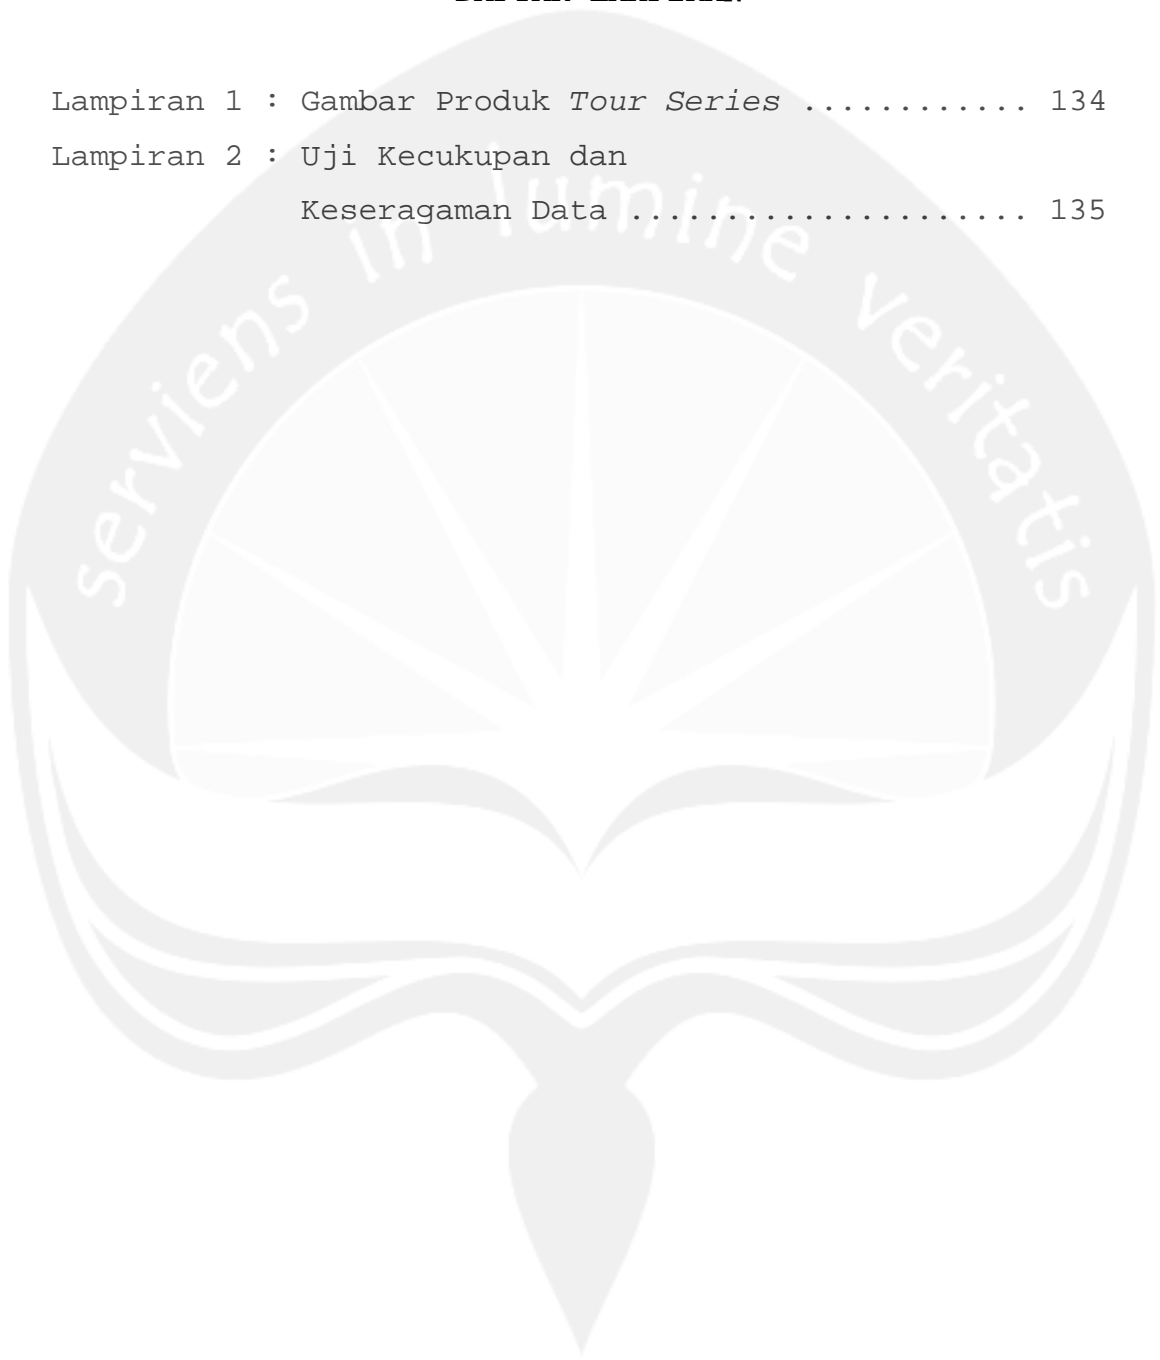 Lampiran 1 : Gambar Produk Tour Series ............ 134
Lampiran 2 : Uji Kecukupan dan
Keseragaman Data ..................... 135
serviens in lumine veritatis